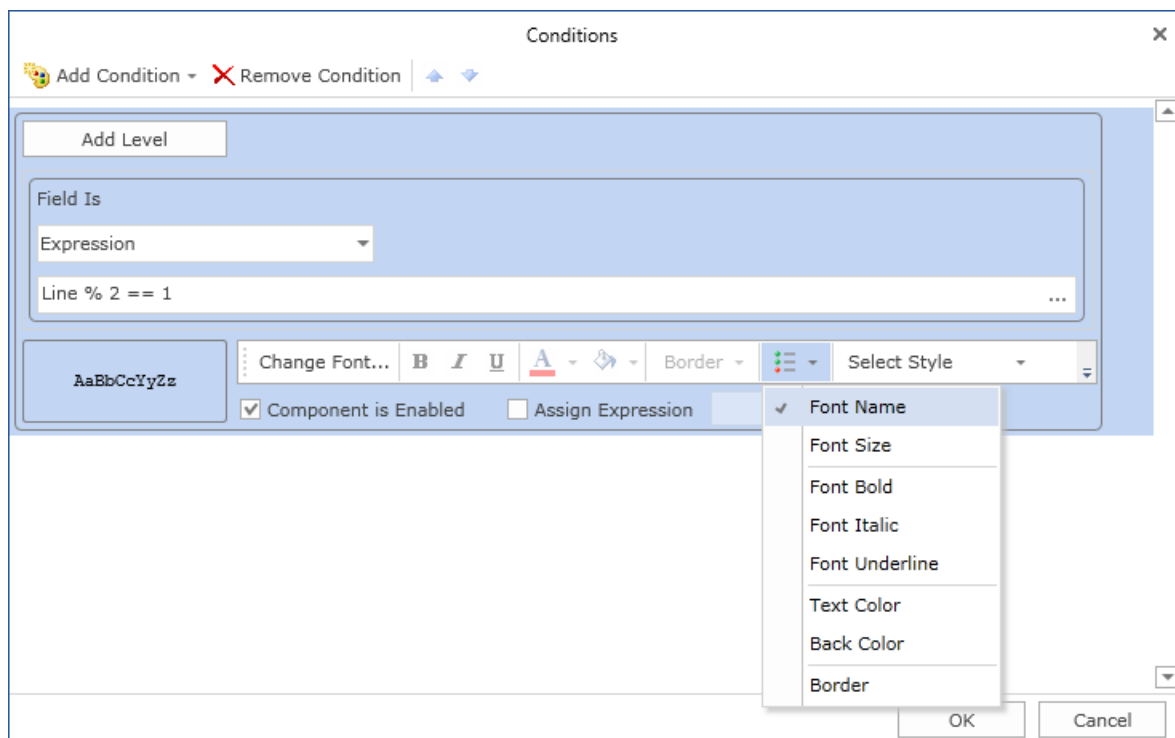 Conditions
Add Condition Remove Condition
Add Level
Field Is
Expression
Line % 2 == 1
...
AaBbCcYyZz
Change Font... B I U A Border Select Style
Component is Enabled Assign Expression
Font Name
Font Size
Font Bold
Font Italic
Font Underline
Text Color
Back Color
Border
OK Cancel